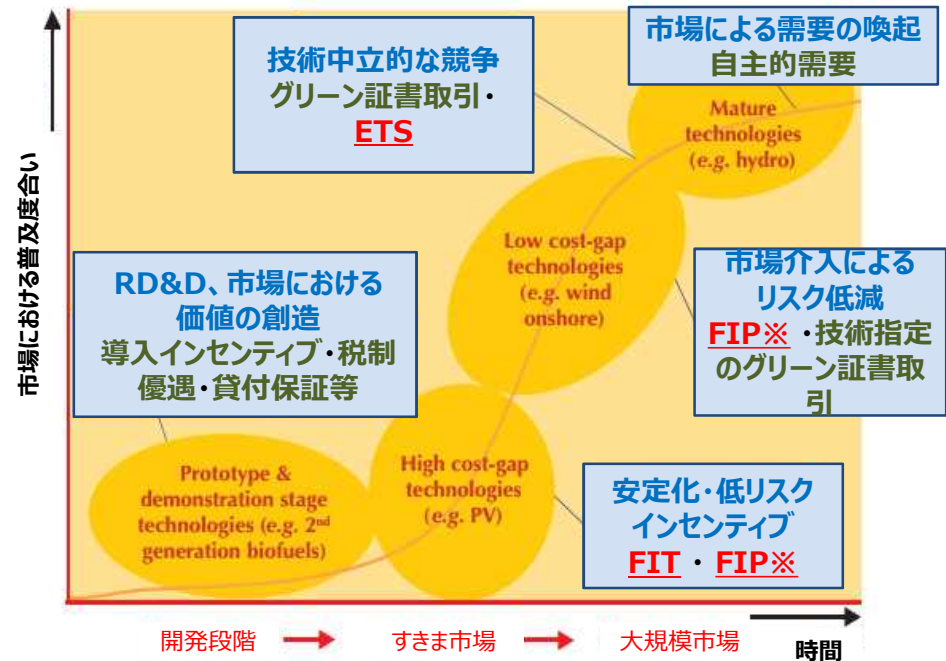 市場における普及度合い
技術中立的な競争
グリーン証書取引・
ETS
市場による需要の喚起
自主的需要
Mature
technologies
(e.g. hydro)
Low cost-gap
technologies
(e.g. wind
onshore)
市場介入による
リスク低減
FIP※・技術指定
のグリーン証書取
引
RD&D、市場における
価値の創造
導入インセンティブ・税制
優遇・貸付保証等
Prototype &
demonstration stage
technologies (e.g. 2nd
generation biofuels)
High cost-gap
technologies
(e.g. PV)
安定化・低リスク
インセンティブ
FIT・FIP※
開発段階 すきま市場 大規模市場
時間